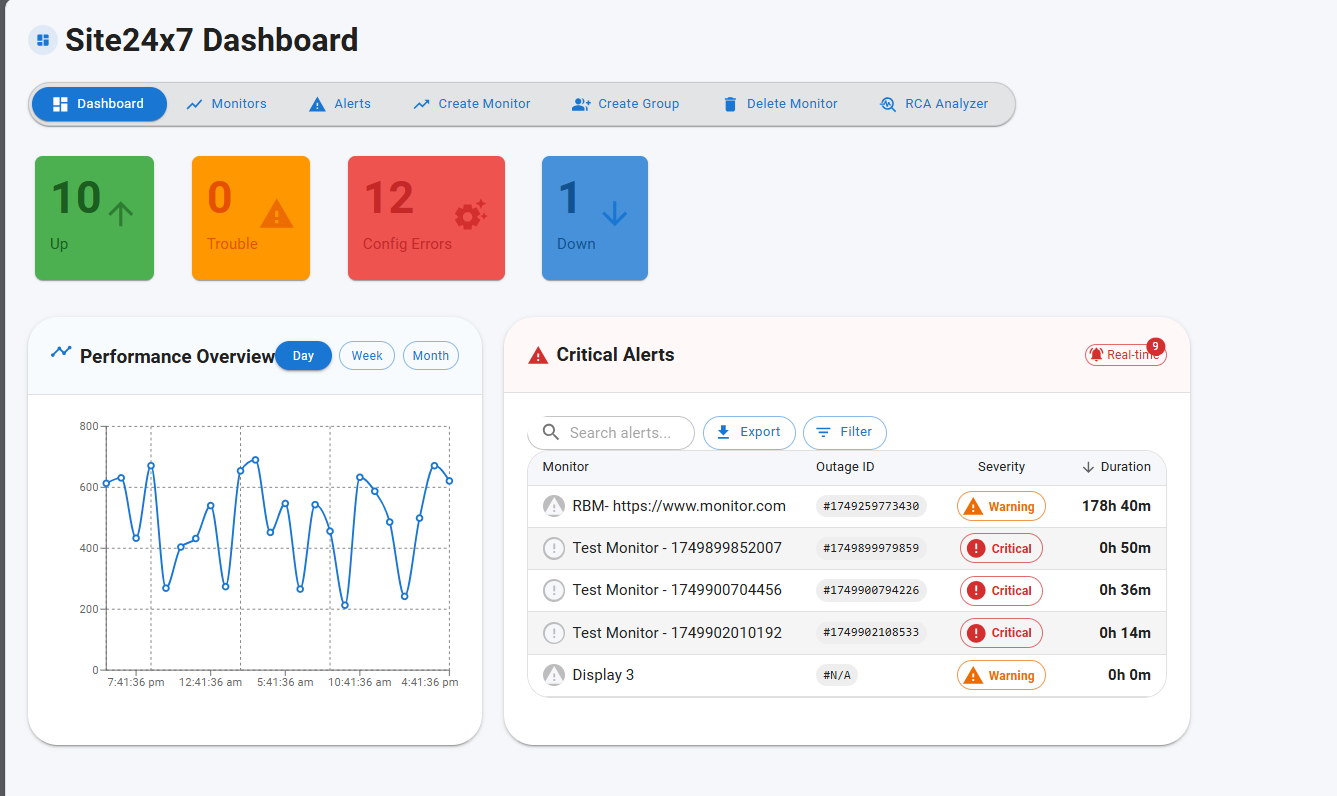 Site24x7 Dashboard
Dashboard Monitors Alerts Create Monitor Create Group Delete Monitor RCA Analyzer
10 0 12 1
Up Trouble Config Errors Down
Performance Overview Day Week Month
800
600
400
200
0
7:41:36 pm 12:41:36 am 5:41:36 am 10:41:36 am 4:41:36 pm
Critical Alerts 9
Real-time
Search alerts... Export Filter
Monitor Outage ID Severity Duration
RBM- https://www.monitor.com #1749259773430 Warning 178h 40m
Test Monitor - 1749899852007 #1749899979859 Critical 0h 50m
Test Monitor - 1749900704456 #1749900794226 Critical 0h 36m
Test Monitor - 1749902010192 #1749902108533 Critical 0h 14m
Display 3 #N/A Warning 0h 0m